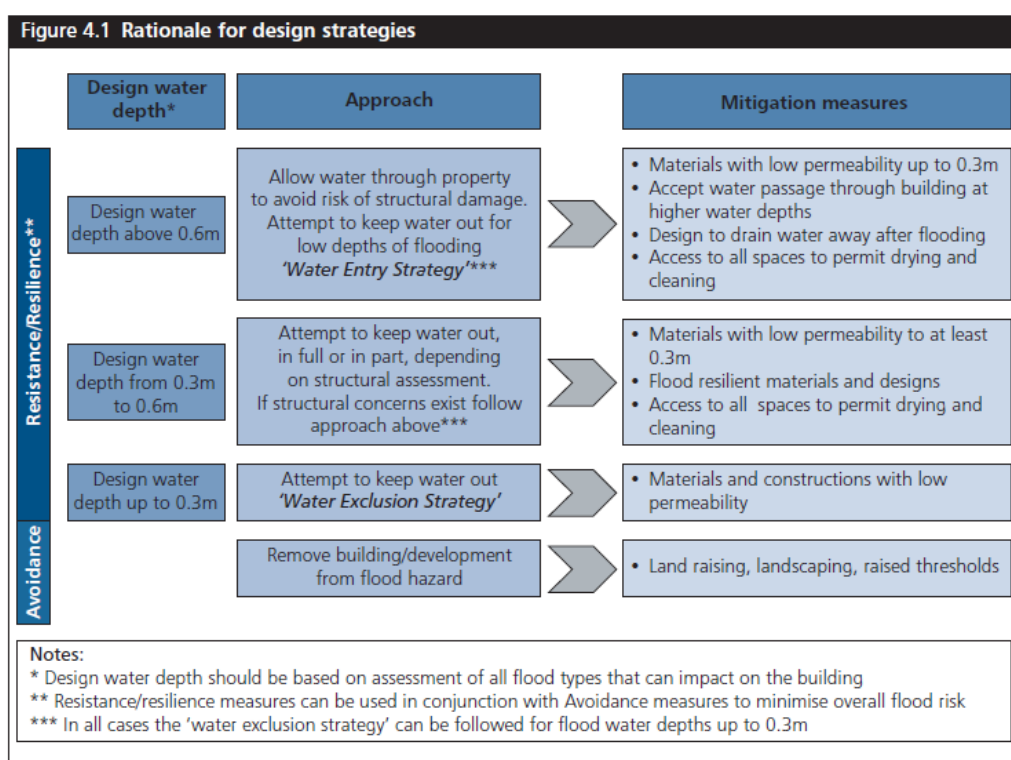 Figure 4.1 Rationale for design strategies
Design water
depth*
Approach
Mitigation measures
Resistance/Resilience**
Design water
depth above 0.6m
Allow water through property
to avoid risk of structural damage.
Attempt to keep water out for
low depths of flooding
‘Water Entry Strategy’***
• Materials with low permeability up to 0.3m
• Accept water passage through building at
higher water depths
• Design to drain water away after flooding
• Access to all spaces to permit drying and
cleaning
Design water
depth from 0.3m
to 0.6m
Attempt to keep water out,
in full or in part, depending
on structural assessment.
If structural concerns exist follow
approach above***
• Materials with low permeability to at least
0.3m
• Flood resilient materials and designs
• Access to all spaces to permit drying and
cleaning
Design water
depth up to 0.3m
Attempt to keep water out
‘Water Exclusion Strategy’
• Materials and constructions with low
permeability
Avoidance
Remove building/development
from flood hazard
• Land raising, landscaping, raised thresholds
Notes:
* Design water depth should be based on assessment of all flood types that can impact on the building
** Resistance/resilience measures can be used in conjunction with Avoidance measures to minimise overall flood risk
*** In all cases the ‘water exclusion strategy’ can be followed for flood water depths up to 0.3m